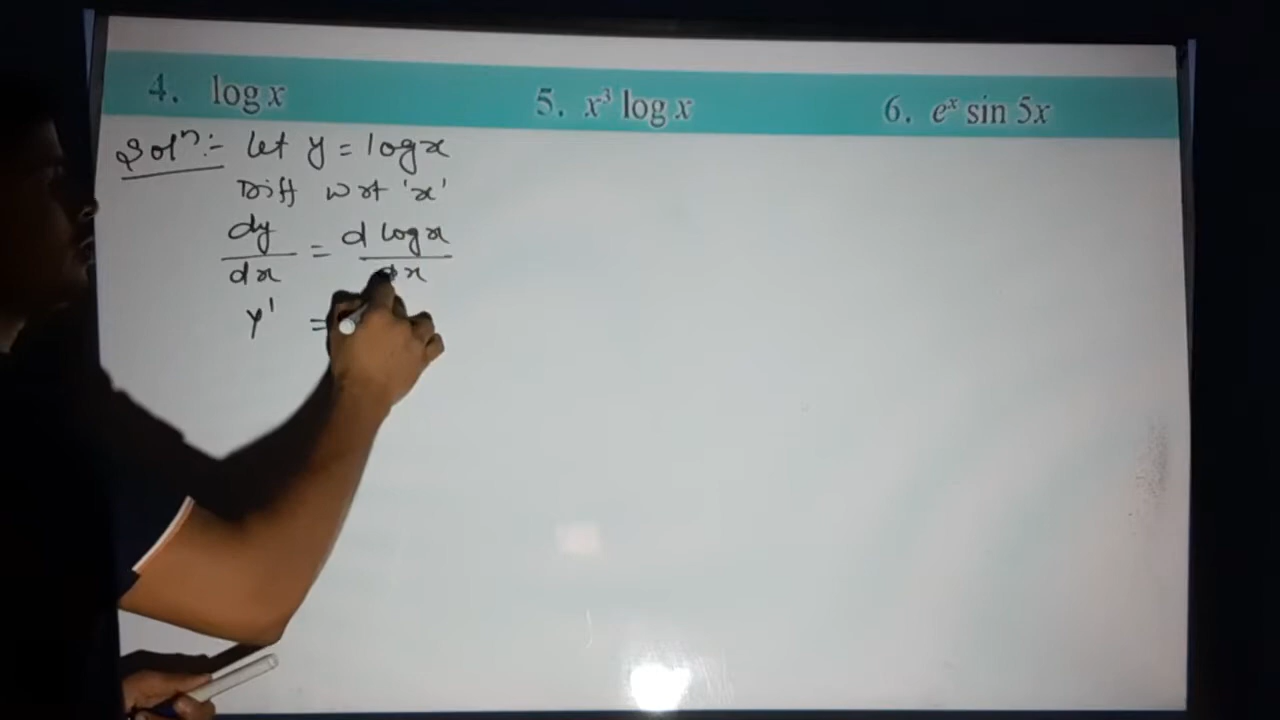 4. log x 5. x³ log x 6. eˣ sin 5x
Solⁿ:- Let y = log x
Diff w r t 'x'
dy/dx = d log x/dx
y' =